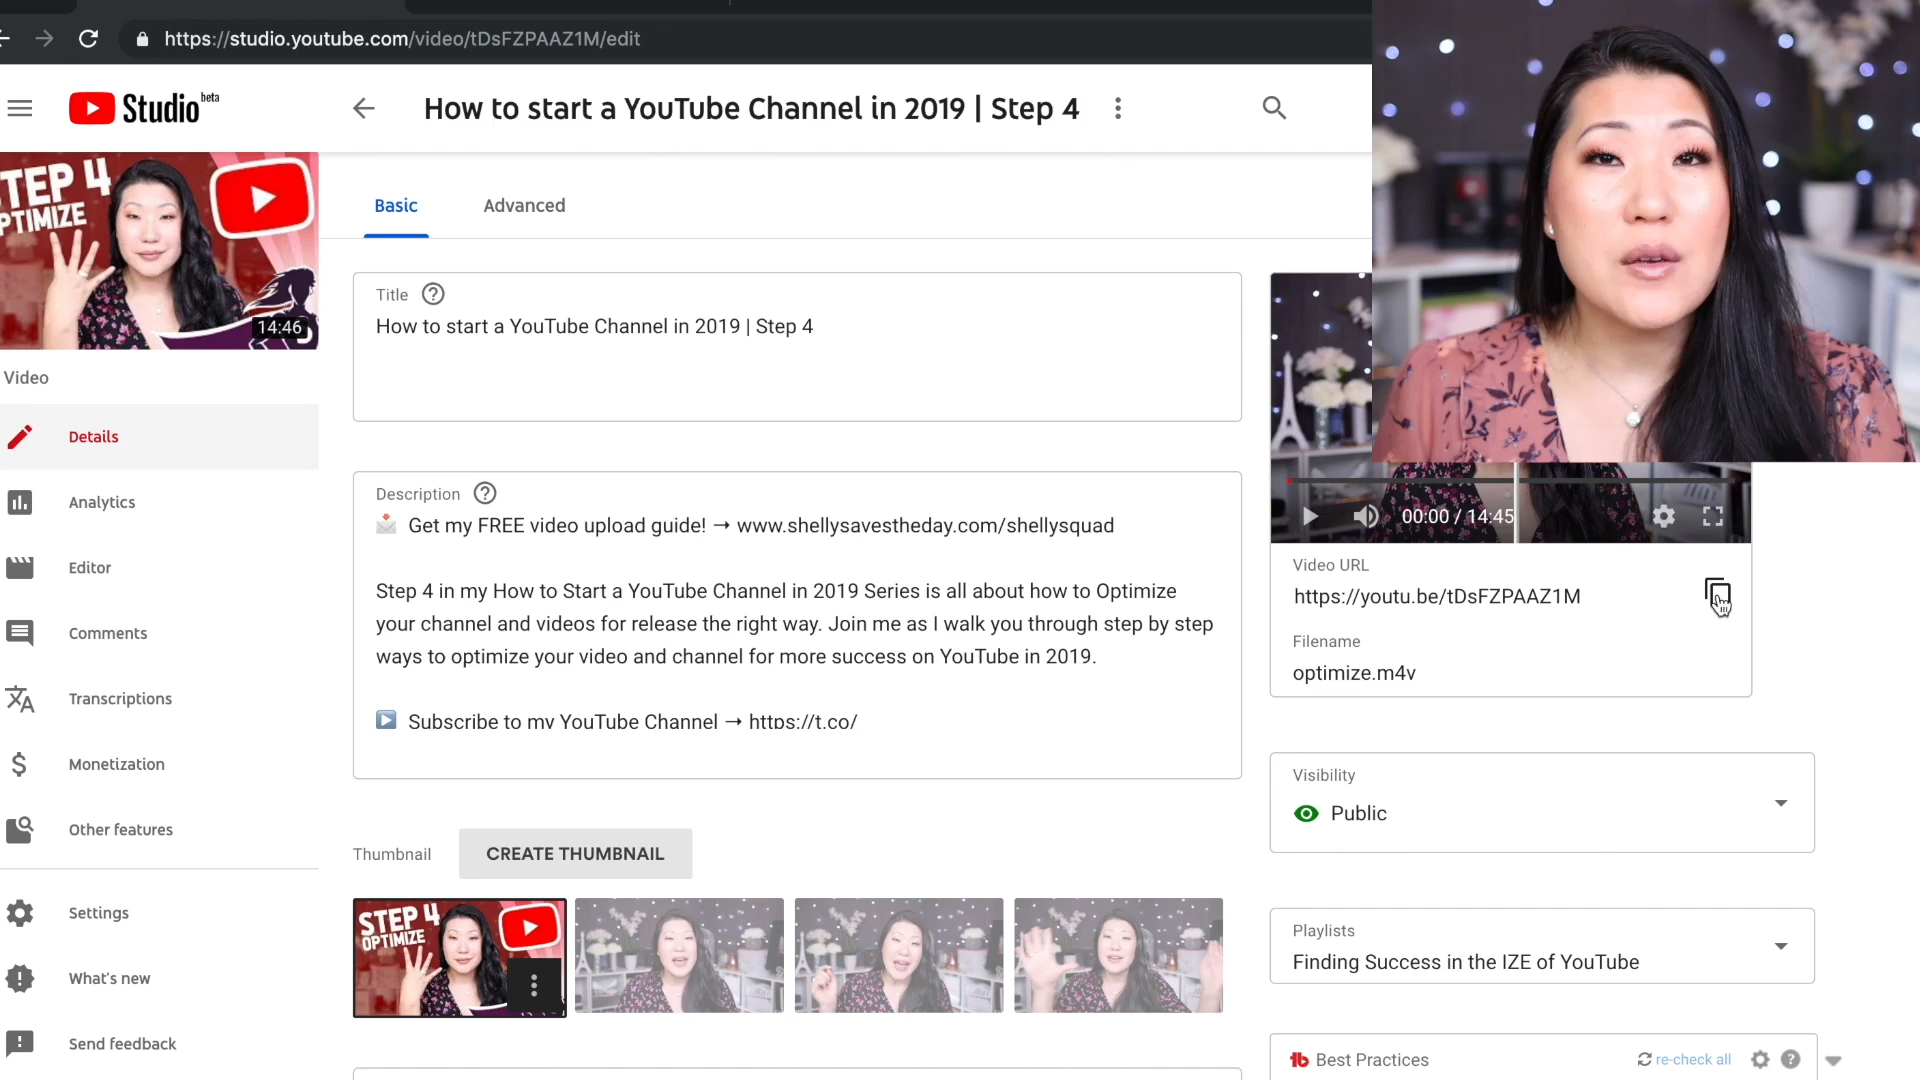 https://studio.youtube.com/video/tDsFZPAAZ1M/edit
Studio beta
How to start a YouTube Channel in 2019 | Step 4
STEP 4
OPTIMIZE
14:46
Video
Details
Analytics
Editor
Comments
Transcriptions
Monetization
Other features
Settings
What's new
Send feedback
Basic
Advanced
Title
How to start a YouTube Channel in 2019 | Step 4
Description
Get my FREE video upload guide! → www.shellysavestheday.com/shellysquad
Step 4 in my How to Start a YouTube Channel in 2019 Series is all about how to Optimize
your channel and videos for release the right way. Join me as I walk you through step by step
ways to optimize your video and channel for more success on YouTube in 2019.
Subscribe to my YouTube Channel → https://t.co/
Thumbnail
CREATE THUMBNAIL
STEP 4
OPTIMIZE
00:00 / 14:45
Video URL
https://youtu.be/tDsFZPAAZ1M
Filename
optimize.m4v
Visibility
Public
Playlists
Finding Success in the IZE of YouTube
Best Practices
re-check all